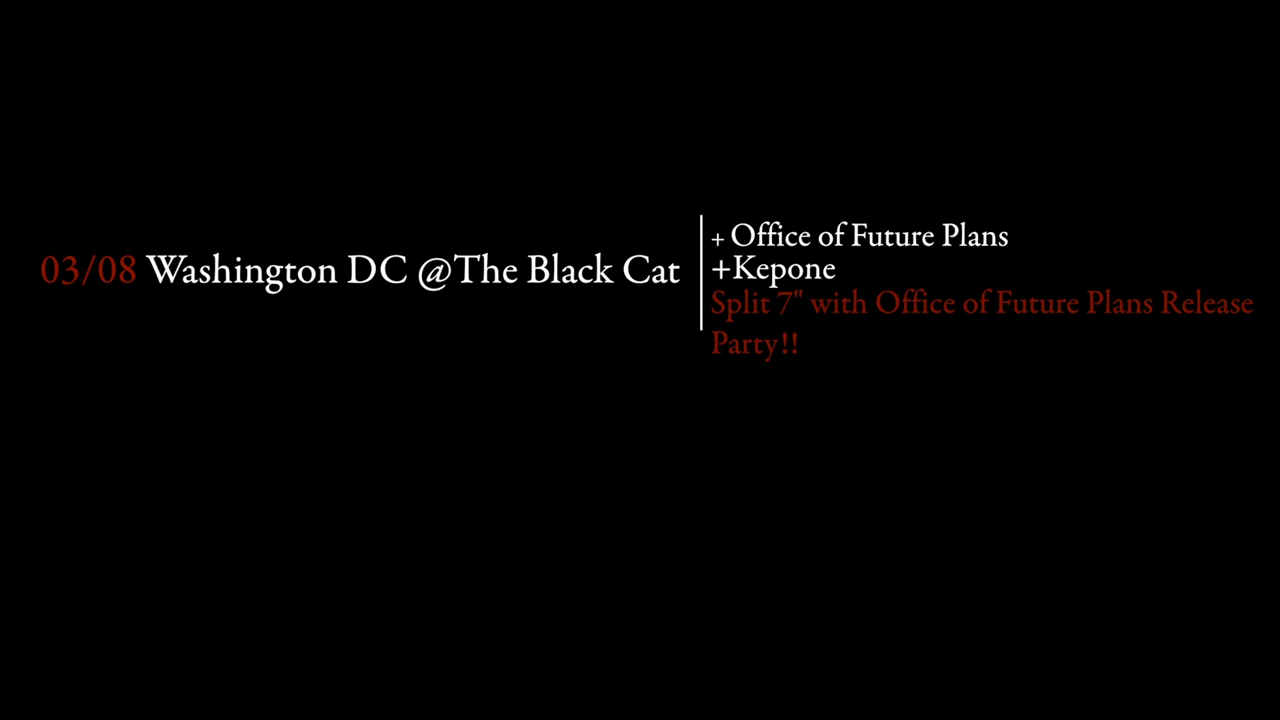 03/08 Washington DC @The Black Cat
+ Office of Future Plans
+Kepone
Split 7" with Office of Future Plans Release
Party!!